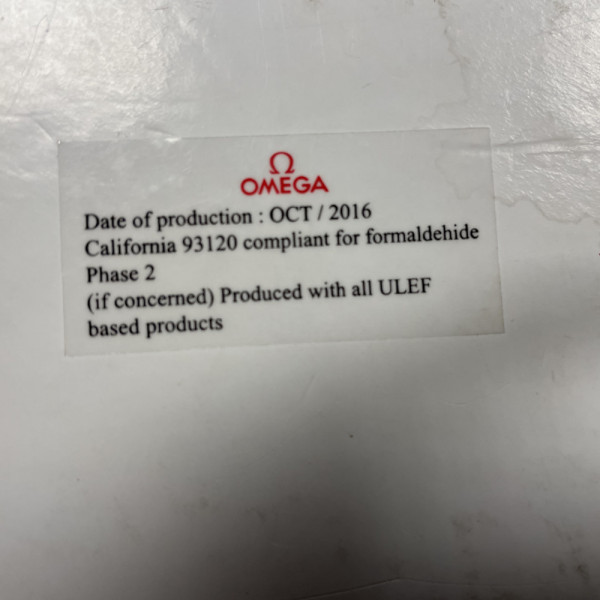 Ω
OMEGA
Date of production : OCT / 2016
California 93120 compliant for formaldehide
Phase 2
(if concerned) Produced with all ULEF
based products